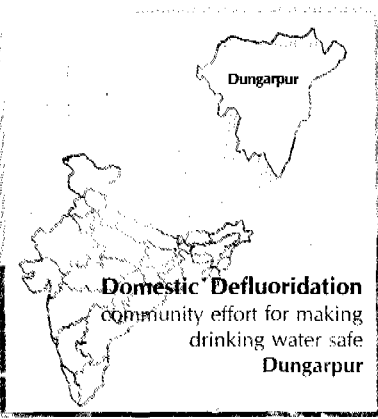 Dungarpur
Domestic Defluoridation
community effort for making
drinking water safe
Dungarpur